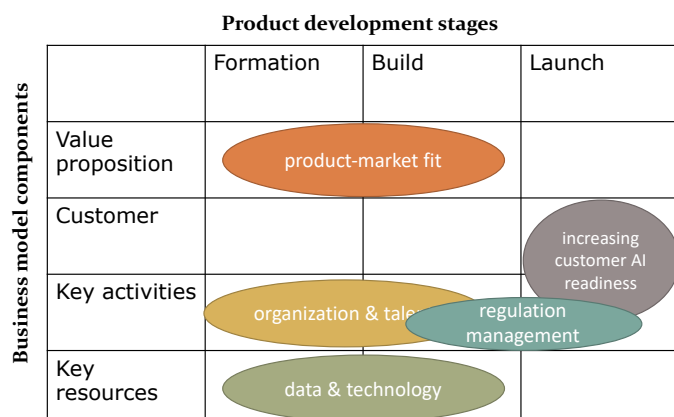 Product development stages
Business model components
Formation
Build
Launch
Value
proposition
product-market fit
Customer
increasing
customer AI
readiness
Key activities
organization &
regulation
management
Key
resources
data & technology